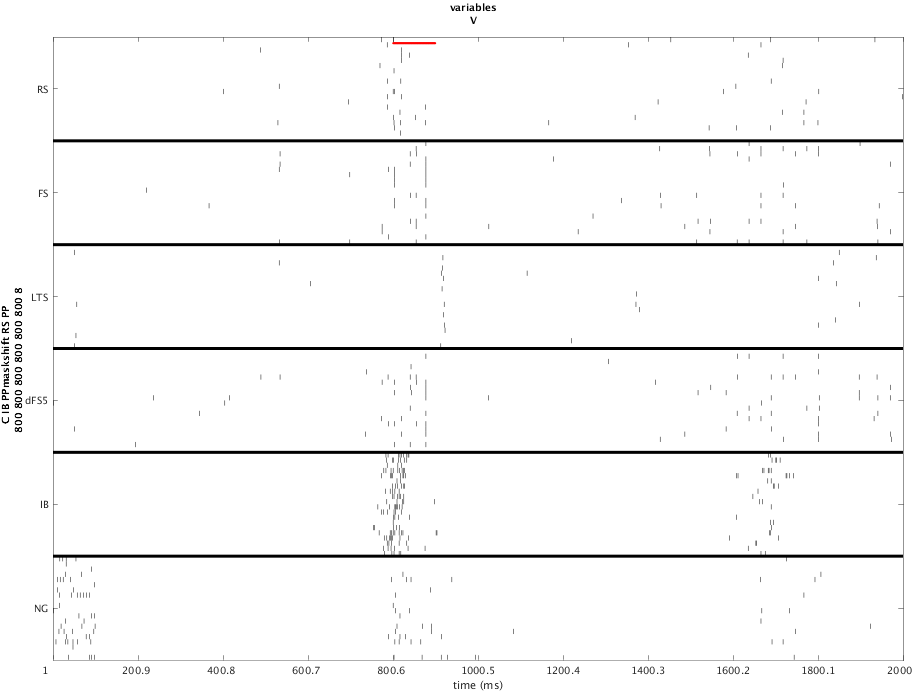 variables
V
C IB PPmaskshift RS PP
800 800 800 800 800 800 8
RS
FS
LTS
dFS5
IB
NG
1 200.9 400.8 600.7 800.6 1000.5 1200.4 1400.3 1600.2 1800.1 2000
time (ms)